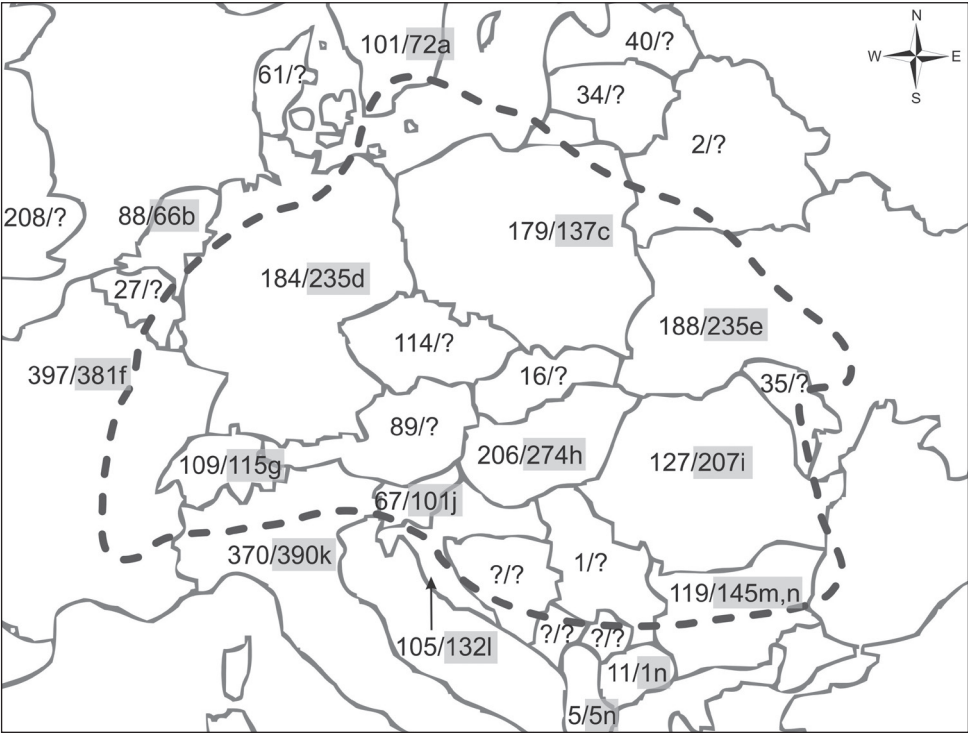 N
W E
S
101/72a
40/?
61/?
34/?
2/?
208/?
88/66b
179/137c
184/235d
27/?
188/235e
114/?
397/381f
16/?
35/?
89/?
109/115g
206/274h
127/207i
67/101j
370/390k
?/?
1/?
119/145m,n
105/132l
?/?
?/?
11/1n
5/5n